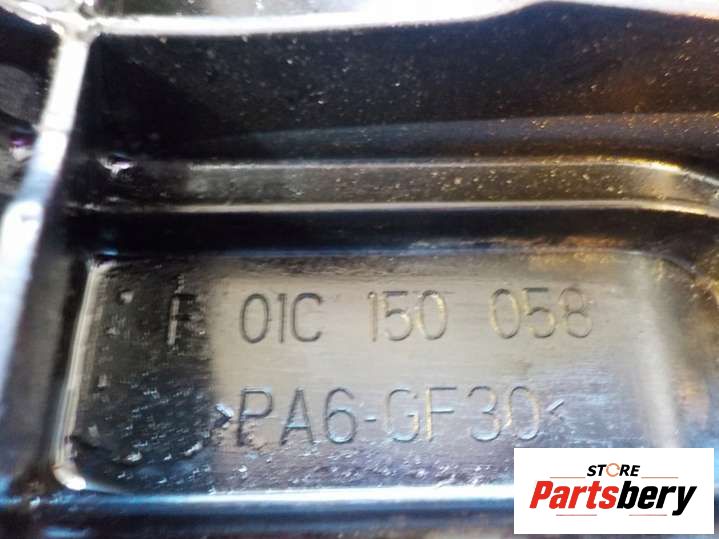 F 01C 150 058
>PA6-GF30<
STORE
Partsbery